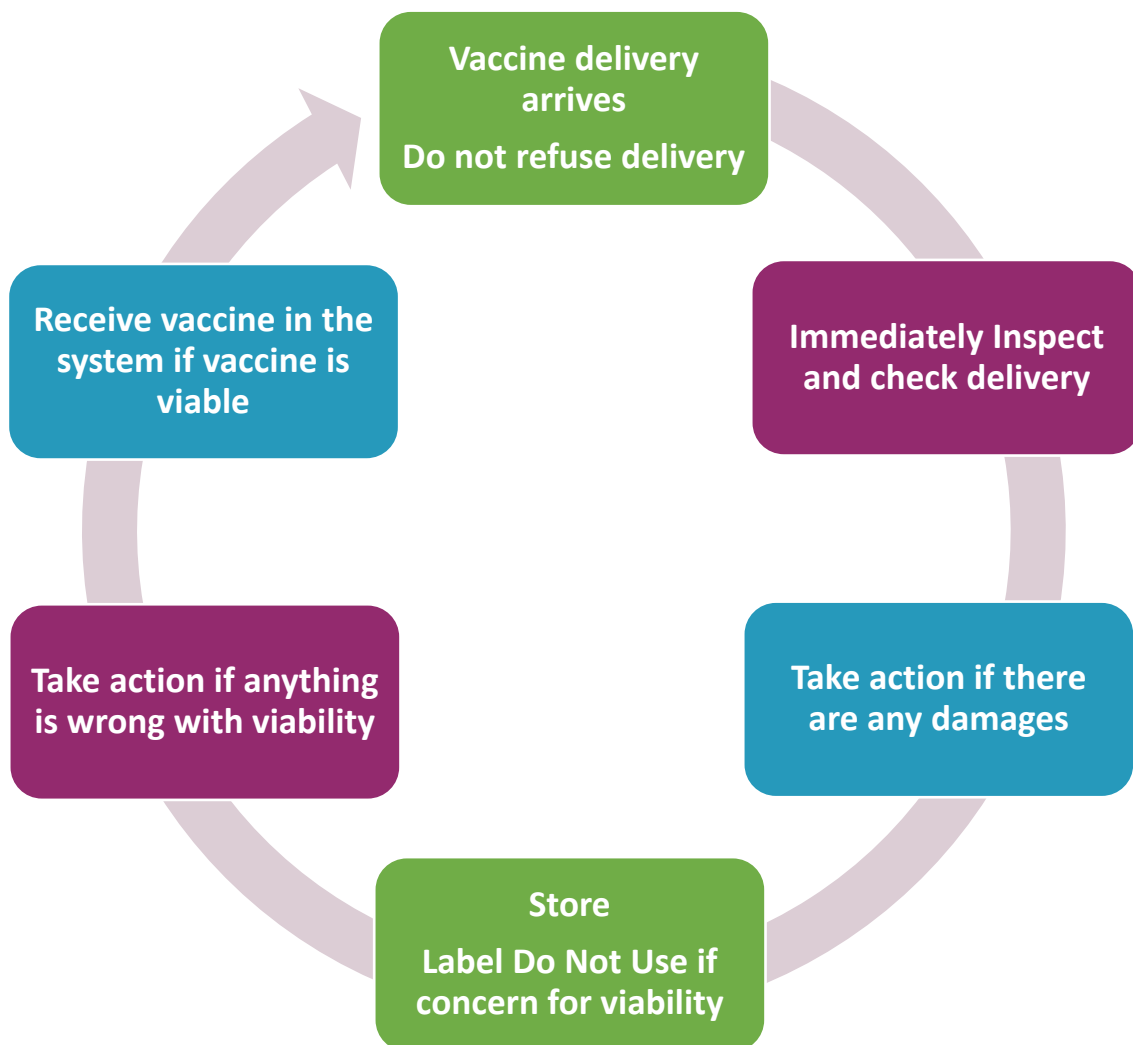 Vaccine delivery
arrives
Do not refuse delivery
Immediately Inspect
and check delivery
Take action if there
are any damages
Store
Label Do Not Use if
concern for viability
Take action if anything
is wrong with viability
Receive vaccine in the
system if vaccine is
viable